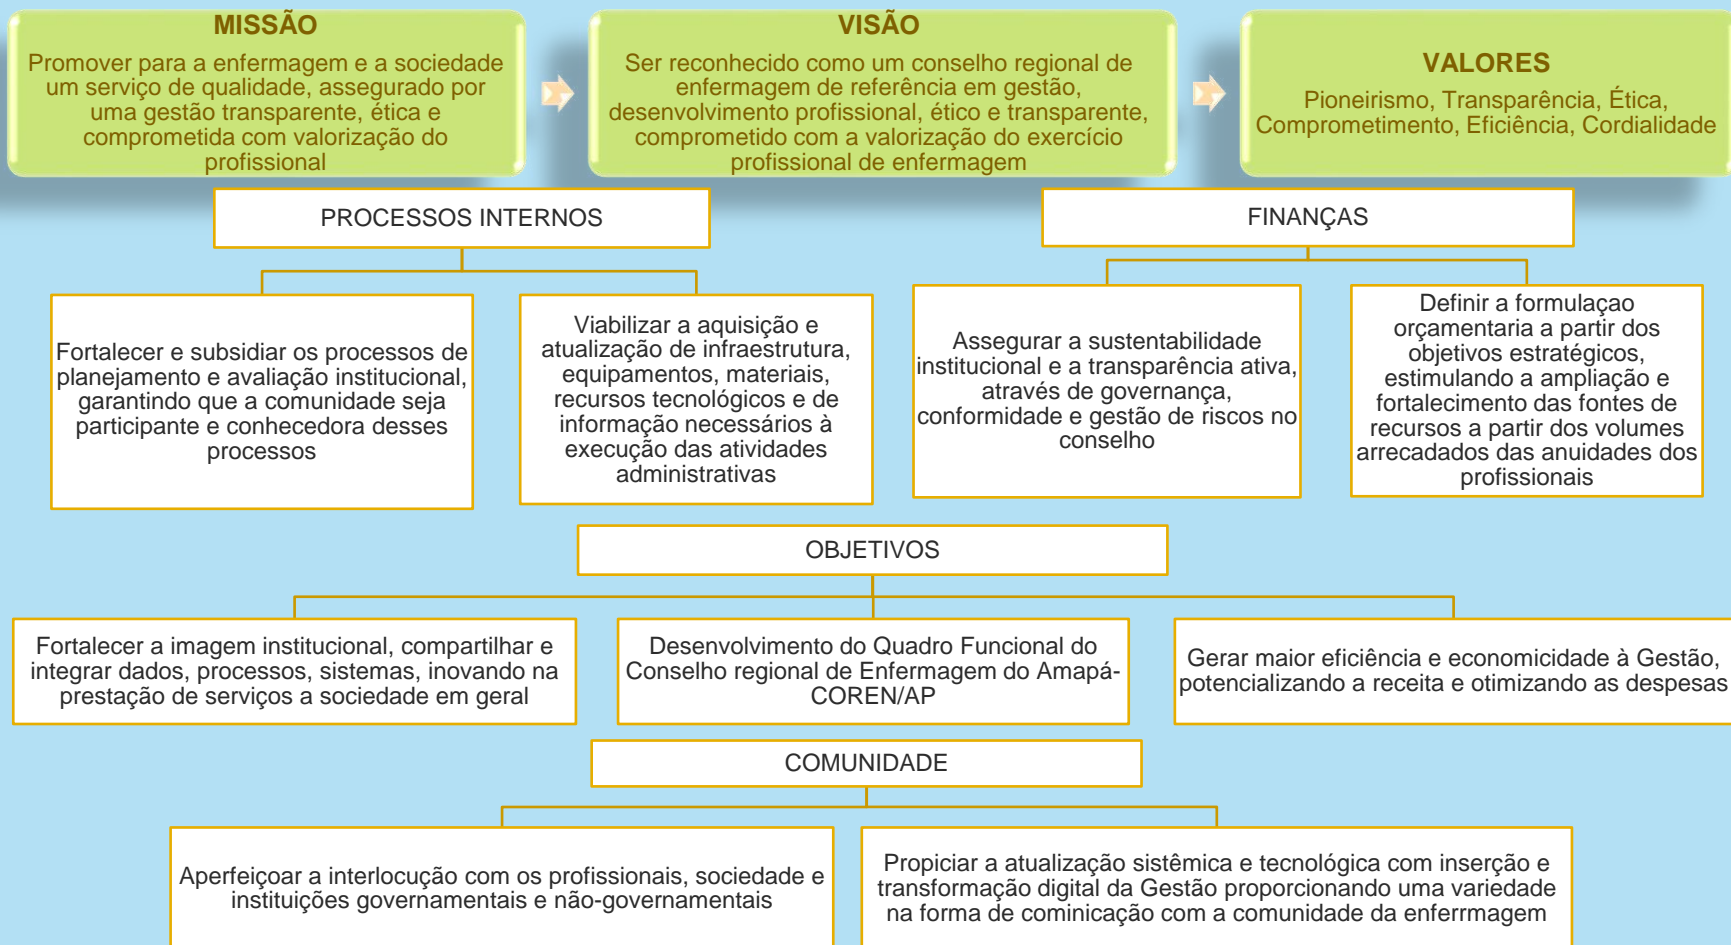 MISSÃO
Promover para a enfermagem e a sociedade
um serviço de qualidade, assegurado por
uma gestão transparente, ética e
comprometida com valorização do
profissional
VISÃO
Ser reconhecido como um conselho regional de
enfermagem de referência em gestão,
desenvolvimento profissional, ético e transparente,
comprometido com a valorização do exercício
profissional de enfermagem
VALORES
Pioneirismo, Transparência, Ética,
Comprometimento, Eficiência, Cordialidade
PROCESSOS INTERNOS
Fortalecer e subsidiar os processos de
planejamento e avaliação institucional,
garantindo que a comunidade seja
participante e conhecedora desses
processos
Viabilizar a aquisição e
atualização de infraestrutura,
equipamentos, materiais,
recursos tecnológicos e de
informação necessários à
execução das atividades
administrativas
FINANÇAS
Assegurar a sustentabilidade
institucional e a transparência ativa,
através de governança,
conformidade e gestão de riscos no
conselho
Definir a formulaçao
orçamentaria a partir dos
objetivos estratégicos,
estimulando a ampliação e
fortalecimento das fontes de
recursos a partir dos volumes
arrecadados das anuidades dos
profissionais
OBJETIVOS
Fortalecer a imagem institucional, compartilhar e
integrar dados, processos, sistemas, inovando na
prestação de serviços a sociedade em geral
Desenvolvimento do Quadro Funcional do
Conselho regional de Enfermagem do Amapá-
COREN/AP
Gerar maior eficiência e economicidade à Gestão,
potencializando a receita e otimizando as despesas
COMUNIDADE
Aperfeiçoar a interlocução com os profissionais, sociedade e
instituições governamentais e não-governamentais
Propiciar a atualização sistêmica e tecnológica com inserção e
transformação digital da Gestão proporcionando uma variedade
na forma de cominicação com a comunidade da enferrmagem